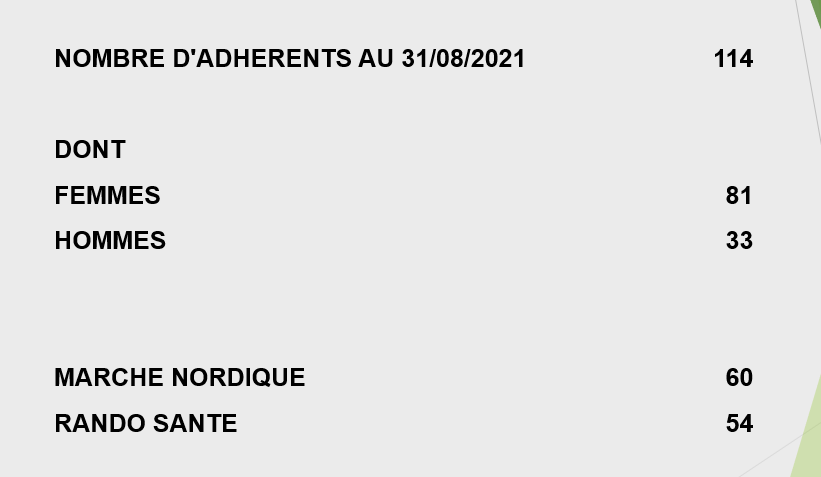 NOMBRE D'ADHERENTS AU 31/08/2021 114
DONT
FEMMES 81
HOMMES 33
MARCHE NORDIQUE 60
RANDO SANTE 54